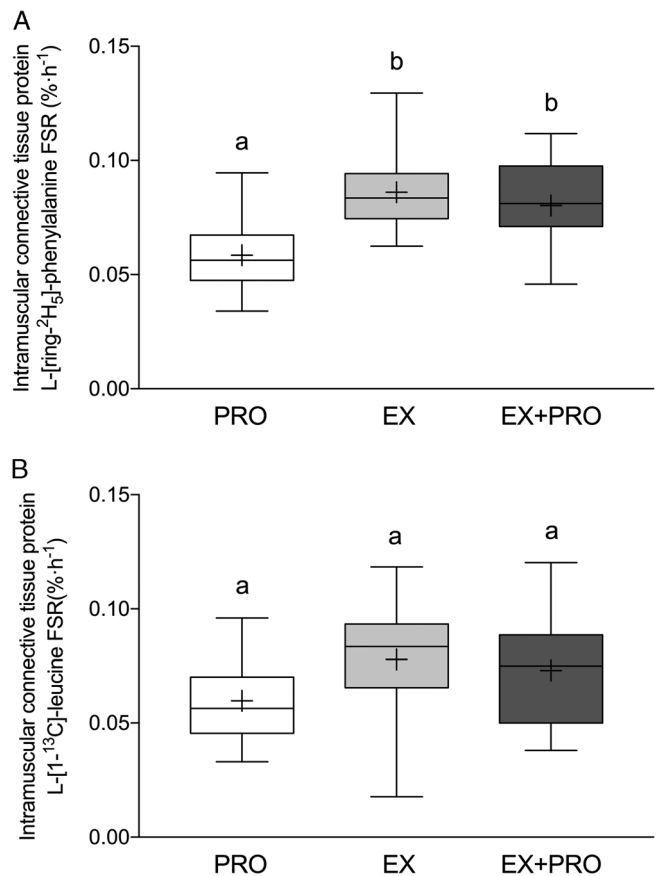 A
Intramuscular connective tissue protein
L-[ring-²H₅]-phenylalanine FSR (%·h⁻¹)
0.15
0.10
0.05
0.00
a
b
b
PRO
EX
EX+PRO
B
Intramuscular connective tissue protein
L-[1-¹³C]-leucine FSR(%·h⁻¹)
0.15
0.10
0.05
0.00
a
a
a
PRO
EX
EX+PRO